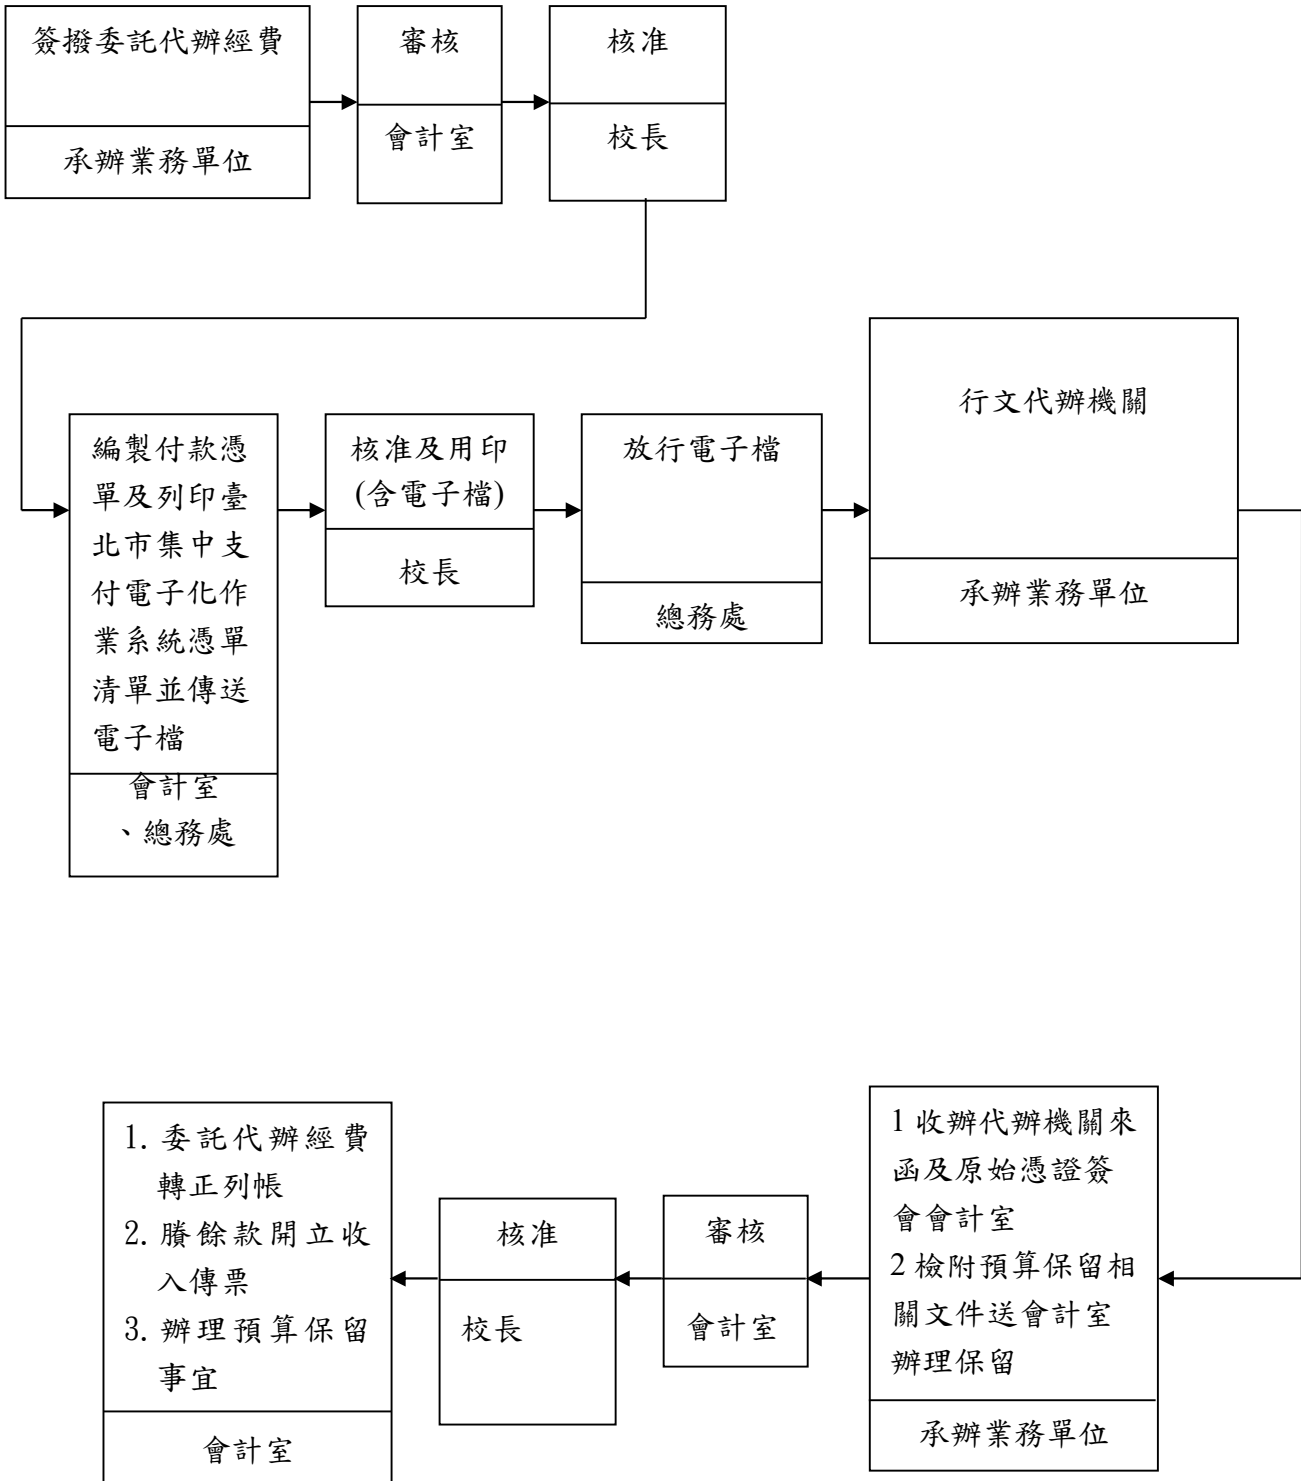 簽撥委託代辦經費
承辦業務單位
審核
會計室
核准
校長
編製付款憑
單及列印臺
北市集中支
付電子化作
業系統憑單
清單並傳送
電子檔
會計室
、總務處
核准及用印
(含電子檔)
校長
放行電子檔
總務處
行文代辦機關
承辦業務單位
1 收辦代辦機關來
函及原始憑證簽
會會計室
2 檢附預算保留相
關文件送會計室
辦理保留
承辦業務單位
審核
會計室
核准
校長
1. 委託代辦經費
轉正列帳
2. 賸餘款開立收
入傳票
3. 辦理預算保留
事宜
會計室